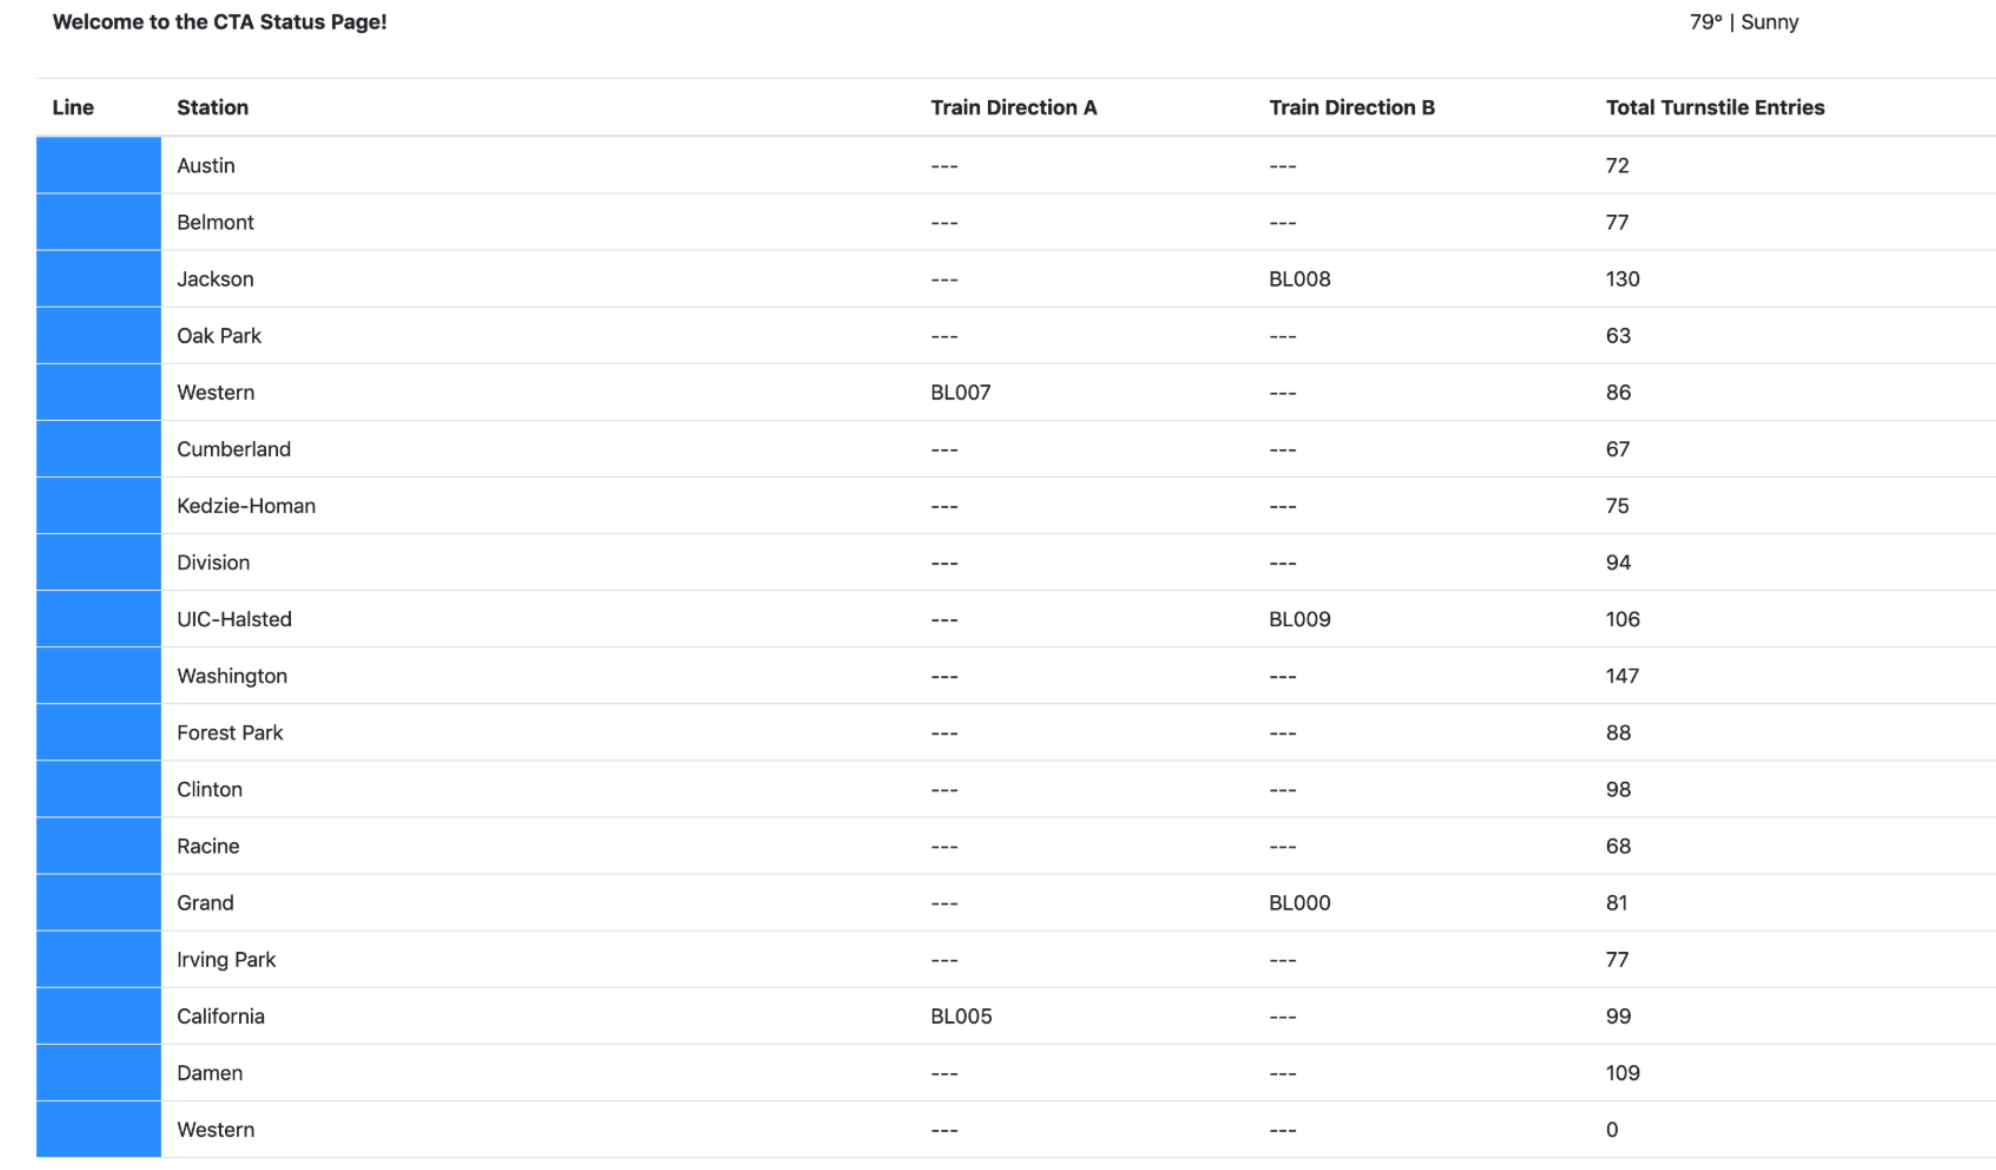 Welcome to the CTA Status Page! 79° | Sunny
Line Station Train Direction A Train Direction B Total Turnstile Entries
Austin --- --- 72
Belmont --- --- 77
Jackson --- BL008 130
Oak Park --- --- 63
Western BL007 --- 86
Cumberland --- --- 67
Kedzie-Homan --- --- 75
Division --- --- 94
UIC-Halsted --- BL009 106
Washington --- --- 147
Forest Park --- --- 88
Clinton --- --- 98
Racine --- --- 68
Grand --- BL000 81
Irving Park --- --- 77
California BL005 --- 99
Damen --- --- 109
Western --- --- 0